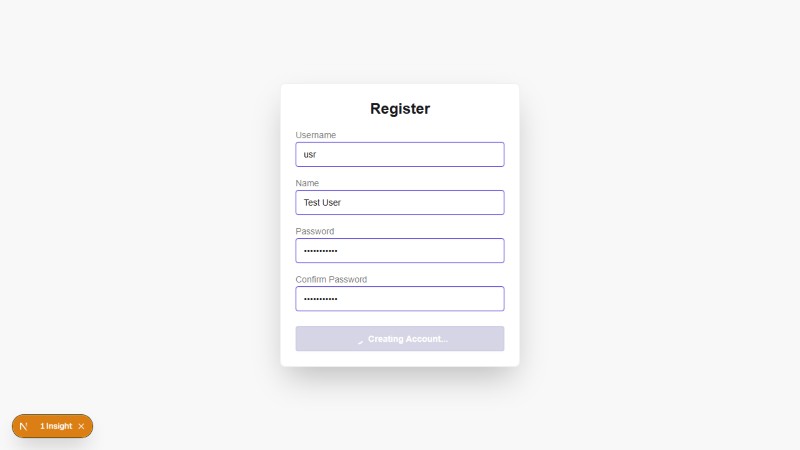 Register
Username
usr
Name
Test User
Password
•••••••••••
Confirm Password
•••••••••••
Creating Account...
N 1 Insight ×